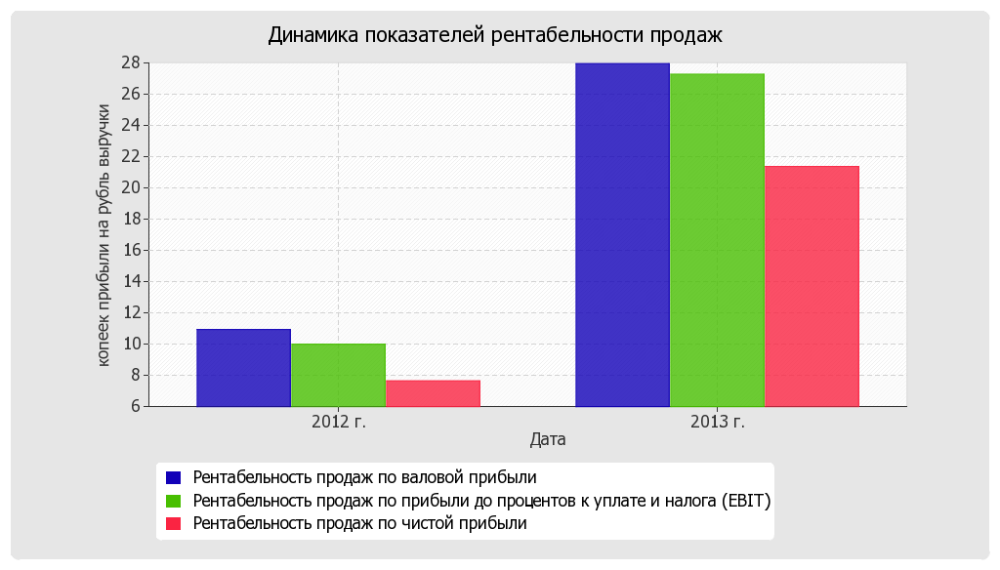 Динамика показателей рентабельности продаж
копеек прибыли на рубль выручки
28
26
24
22
20
18
16
14
12
10
8
6
2012 г.
2013 г.
Дата
Рентабельность продаж по валовой прибыли
Рентабельность продаж по прибыли до процентов к уплате и налога (EBIT)
Рентабельность продаж по чистой прибыли